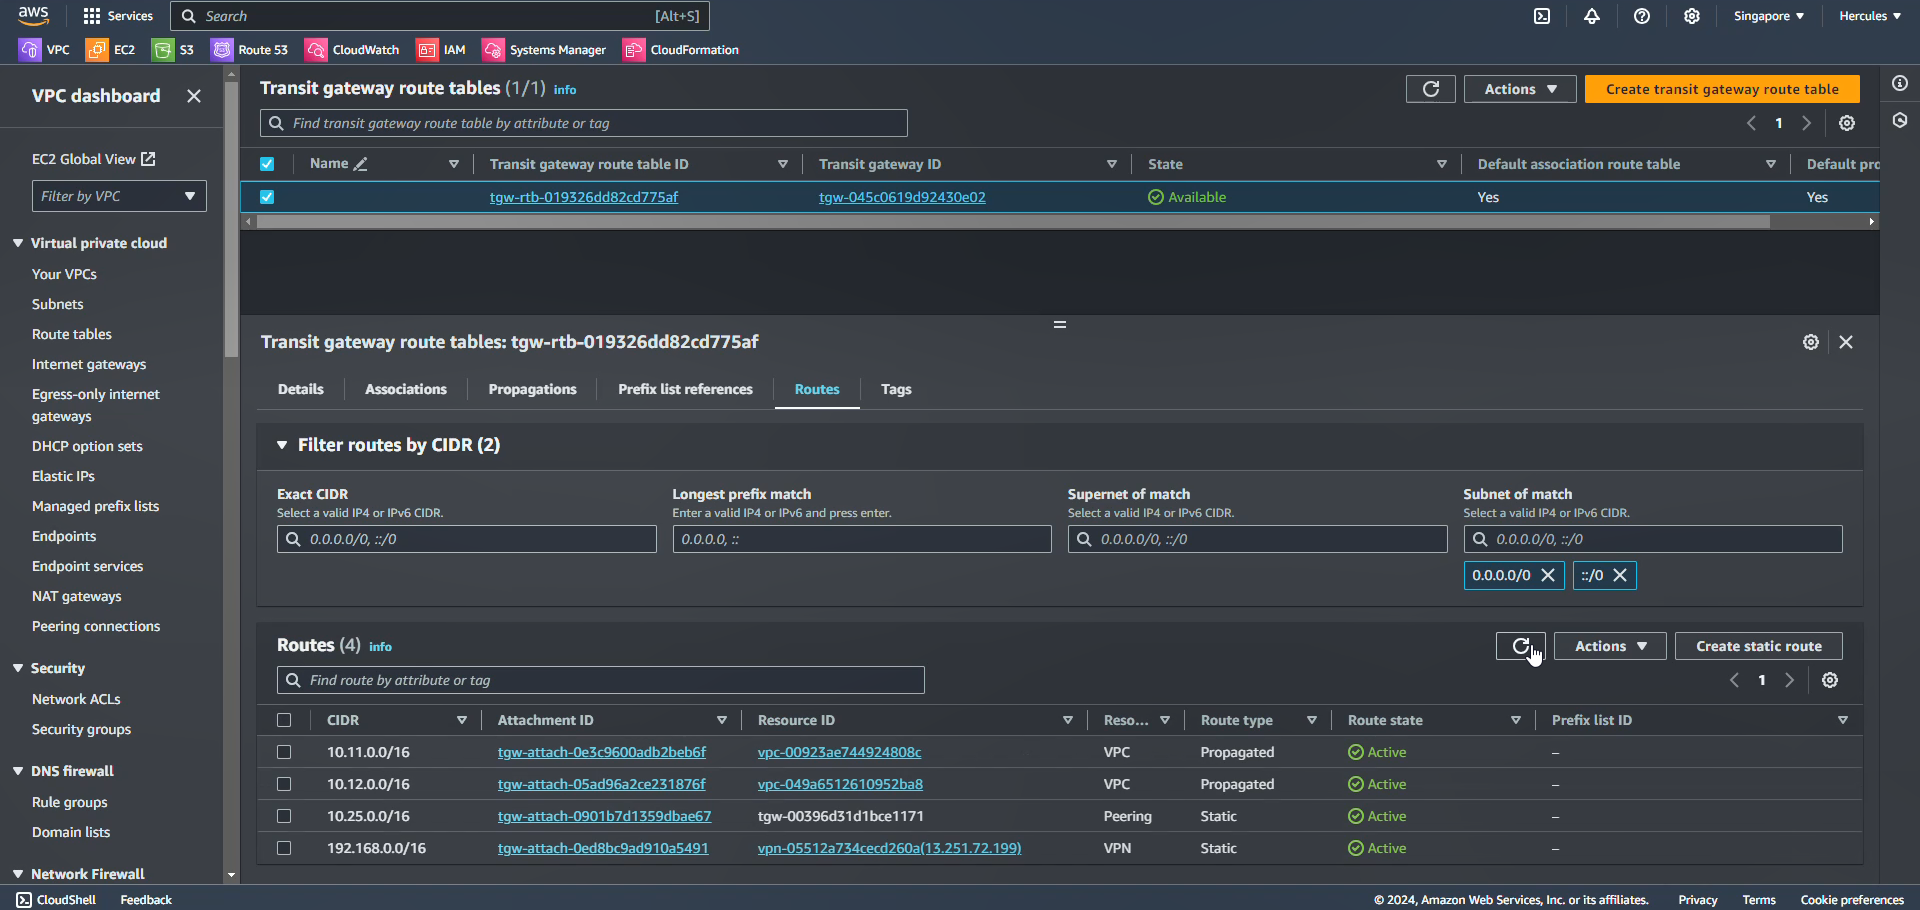 aws
Services
Search
[Alt+S]
Singapore
Hercules
VPC
EC2
S3
Route 53
CloudWatch
IAM
Systems Manager
CloudFormation
VPC dashboard
EC2 Global View
Filter by VPC
Virtual private cloud
Your VPCs
Subnets
Route tables
Internet gateways
Egress-only internet
gateways
DHCP option sets
Elastic IPs
Managed prefix lists
Endpoints
Endpoint services
NAT gateways
Peering connections
Security
Network ACLs
Security groups
DNS firewall
Rule groups
Domain lists
Network Firewall
Transit gateway route tables (1/1) info
Actions
Create transit gateway route table
Find transit gateway route table by attribute or tag
1
Name
Transit gateway route table ID
Transit gateway ID
State
Default association route table
Default pro
tgw-rtb-019326dd82cd775af
tgw-045c0619d92430e02
Available
Yes
Yes
Transit gateway route tables: tgw-rtb-019326dd82cd775af
Details
Associations
Propagations
Prefix list references
Routes
Tags
Filter routes by CIDR (2)
Exact CIDR
Select a valid IP4 or IPv6 CIDR.
0.0.0.0/0, ::/0
Longest prefix match
Enter a valid IP4 or IPv6 and press enter.
0.0.0.0, ::
Supernet of match
Select a valid IP4 or IPv6 CIDR.
0.0.0.0/0, ::/0
Subnet of match
Select a valid IP4 or IPv6 CIDR.
0.0.0.0/0, ::/0
0.0.0.0/0
::/0
Routes (4) info
Actions
Create static route
Find route by attribute or tag
1
CIDR
Attachment ID
Resource ID
Reso...
Route type
Route state
Prefix list ID
10.11.0.0/16
tgw-attach-0e3c9600adb2beb6f
vpc-00923ae744924808c
VPC
Propagated
Active
–
10.12.0.0/16
tgw-attach-05ad96a2ce231876f
vpc-049a6512610952ba8
VPC
Propagated
Active
–
10.25.0.0/16
tgw-attach-0901b7d1359dbae67
tgw-00396d31d1bce1171
Peering
Static
Active
–
192.168.0.0/16
tgw-attach-0ed8bc9ad910a5491
vpn-05512a734cecd260a(13.251.72.199)
VPN
Static
Active
–
CloudShell
Feedback
© 2024, Amazon Web Services, Inc. or its affiliates.
Privacy
Terms
Cookie preferences